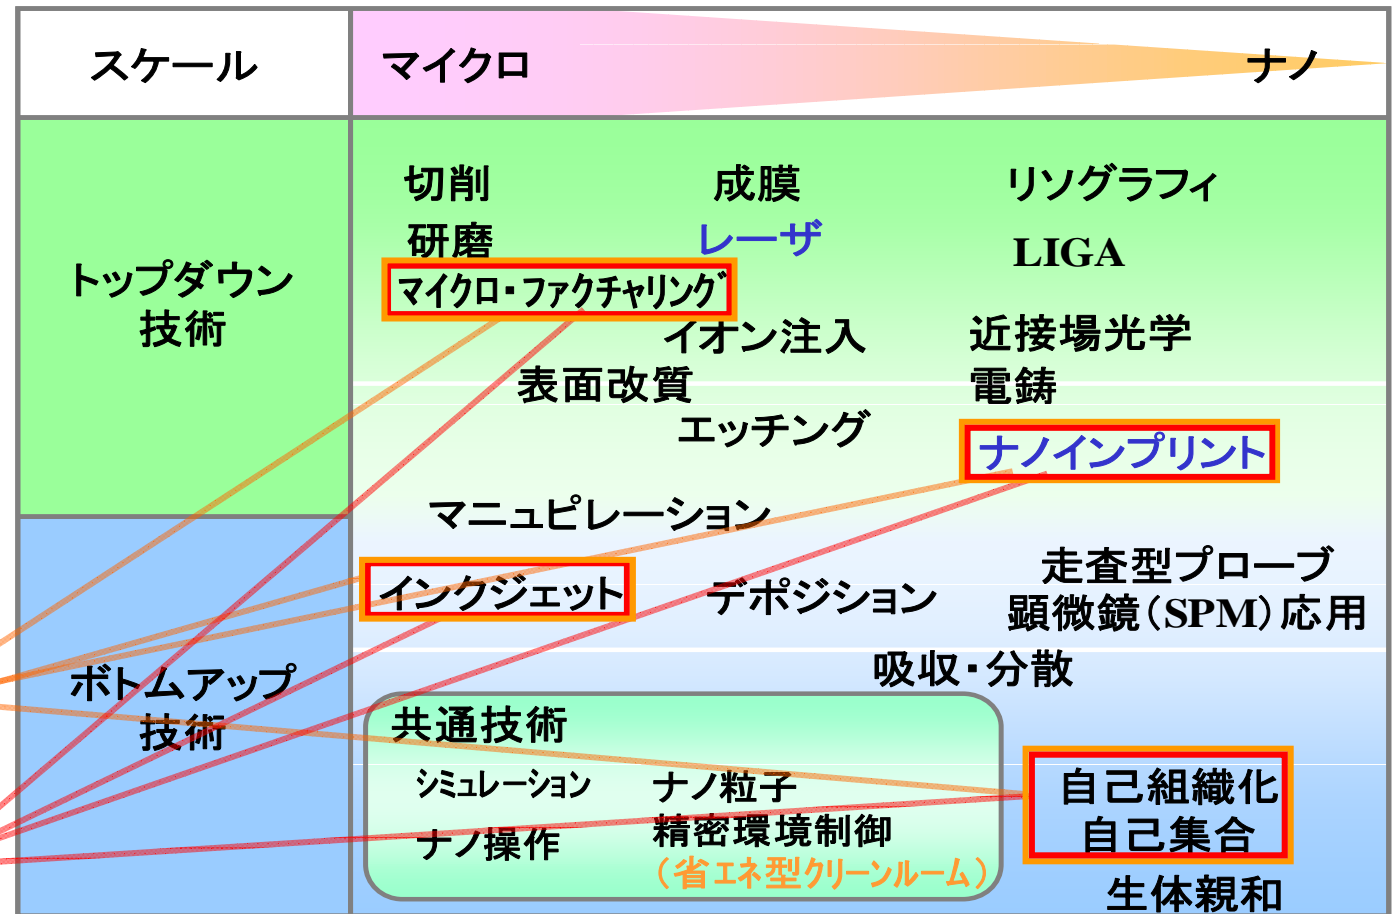 スケール
マイクロ
ナノ
トップダウン
技術
切削
成膜
リソグラフィ
研磨
レーザ
LIGA
マイクロ・ファクチャリング
イオン注入
近接場光学
表面改質
電鋳
エッチング
ナノインプリント
マニュピレーション
ボトムアップ
技術
インクジェット
デポジション
走査型プローブ
顕微鏡(SPM)応用
吸収・分散
共通技術
シミュレーション
ナノ粒子
ナノ操作
精密環境制御
(省エネ型クリーンルーム)
自己組織化
自己集合
生体親和